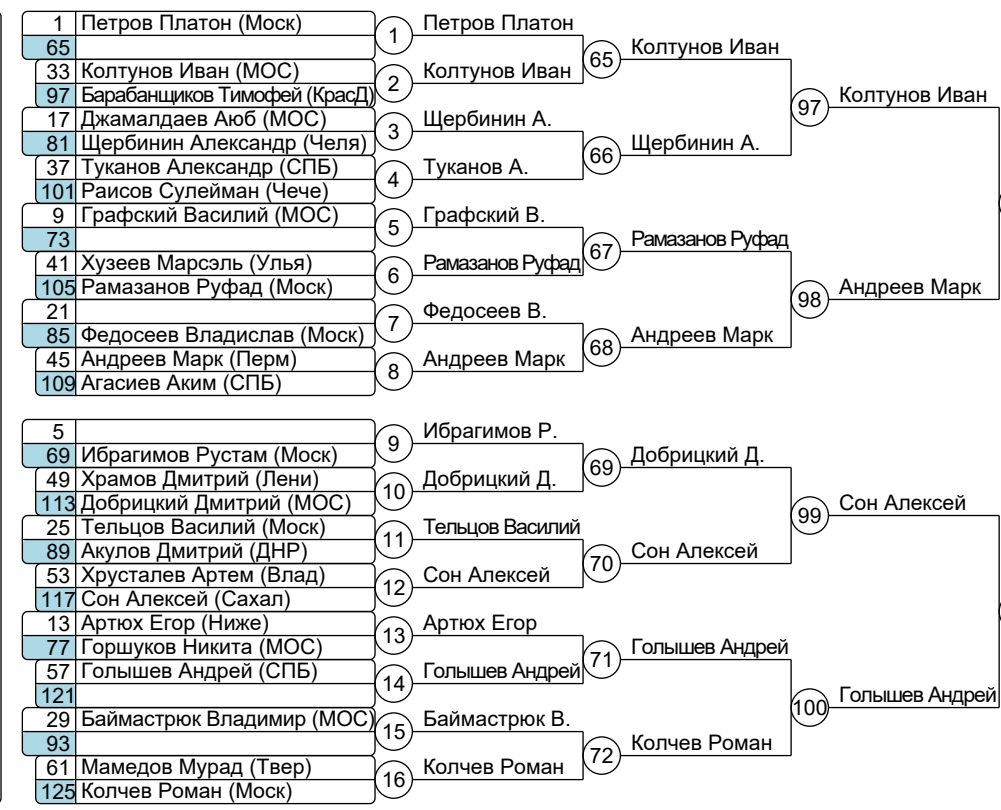 1 Петров Платон (Моск)
65
33 Колтунов Иван (МОС)
97 Барабанщиков Тимофей (КрасД)
17 Джамалдаев Аюб (МОС)
81 Щербинин Александр (Челя)
37 Туканов Александр (СПБ)
101 Раисов Сулейман (Чече)
9 Графский Василий (МОС)
73
41 Хузеев Марсэль (Улья)
105 Рамазанов Руфад (Моск)
21
85 Федосеев Владислав (Моск)
45 Андреев Марк (Перм)
109 Агасиев Аким (СПБ)
5
69 Ибрагимов Рустам (Моск)
49 Храмов Дмитрий (Лени)
113 Добрицкий Дмитрий (МОС)
25 Тельцов Василий (Моск)
89 Акулов Дмитрий (ДНР)
53 Хрусталев Артем (Влад)
117 Сон Алексей (Сахал)
13 Артюх Егор (Ниже)
77 Горшуков Никита (МОС)
57 Голышев Андрей (СПБ)
121
29 Баймастрюк Владимир (МОС)
93
61 Мамедов Мурад (Твер)
125 Колчев Роман (Моск)
1 Петров Платон
2 Колтунов Иван
3 Щербинин А.
4 Туканов А.
5 Графский В.
6 Рамазанов Руфад
7 Федосеев В.
8 Андреев Марк
9 Ибрагимов Р.
10 Добрицкий Д.
11 Тельцов Василий
12 Сон Алексей
13 Артюх Егор
14 Голышев Андрей
15 Баймастрюк В.
16 Колчев Роман
65 Колтунов Иван
66 Щербинин А.
67 Рамазанов Руфад
68 Андреев Марк
69 Добрицкий Д.
70 Сон Алексей
71 Голышев Андрей
72 Колчев Роман
97 Колтунов Иван
98 Андреев Марк
99 Сон Алексей
100 Голышев Андрей